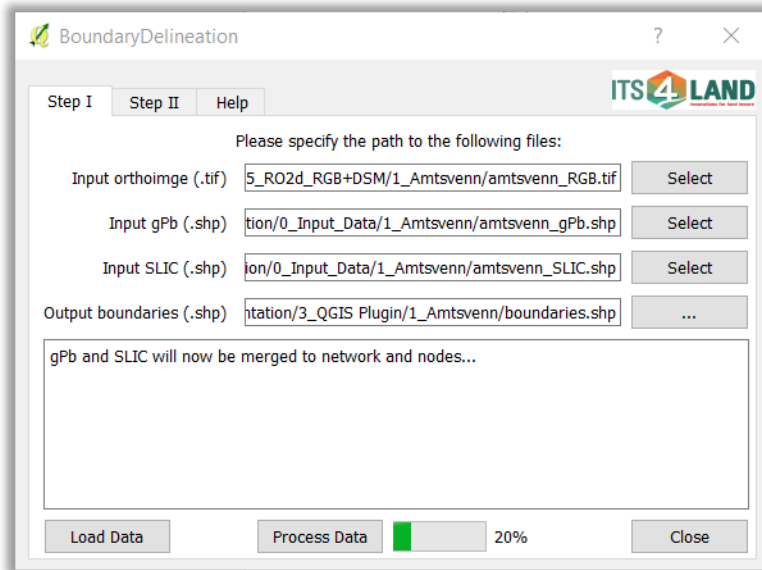 BoundaryDelineation ?
ITS 4 LAND
Innovations for land tenure
Step I Step II Help
Please specify the path to the following files:
Input orthoimge (.tif) 5_RO2d_RGB+DSM/1_Amtsvenn/amtsvenn_RGB.tif Select
Input gPb (.shp) tion/0_Input_Data/1_Amtsvenn/amtsvenn_gPb.shp Select
Input SLIC (.shp) ion/0_Input_Data/1_Amtsvenn/amtsvenn_SLIC.shp Select
Output boundaries (.shp) ntation/3_QGIS Plugin/1_Amtsvenn/boundaries.shp ...
gPb and SLIC will now be merged to network and nodes...
Load Data Process Data 20% Close